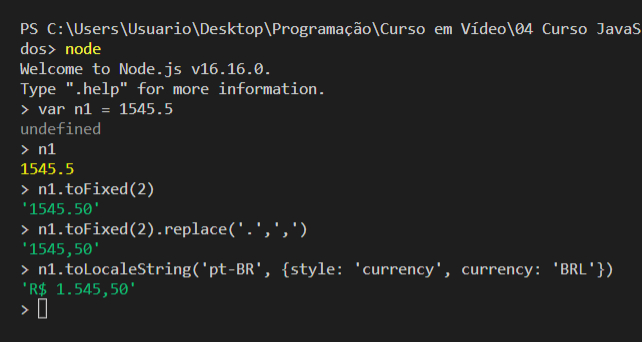 PS C:\Users\Usuario\Desktop\Programação\Curso em Vídeo\04 Curso JavaS
dos> node
Welcome to Node.js v16.16.0.
Type ".help" for more information.
> var n1 = 1545.5
undefined
> n1
1545.5
> n1.toFixed(2)
'1545.50'
> n1.toFixed(2).replace('.',',')
'1545,50'
> n1.toLocaleString('pt-BR', {style: 'currency', currency: 'BRL'})
'R$ 1.545,50'
>